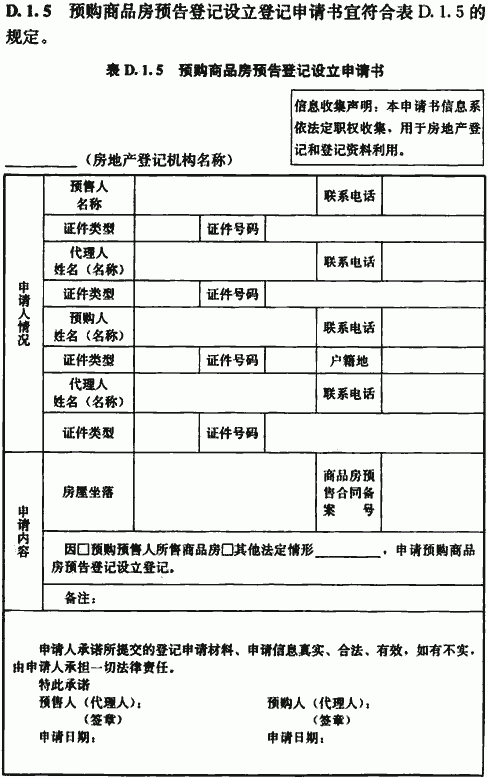 D.1.5 预购商品房预告登记设立登记申请书宜符合表 D.1.5 的
规定。
表 D.1.5 预购商品房预告登记设立申请书
信息收集声明：本申请书信息系
依法定职权收集，用于房地产登
记和登记资料利用。
________（房地产登记机构名称）
申请人情况
预售人
名称
联系电话
证件类型 证件号码
代理人
姓名（名称）
联系电话
证件类型 证件号码
预购人
姓名（名称）
联系电话
证件类型 证件号码 户籍地
代理人
姓名（名称）
联系电话
证件类型 证件号码
申请内容
房屋坐落
商品房预
售合同备
案 号
因□预购预售人所售商品房□其他法定情形________，申请预购商品
房预告登记设立登记。
备注：
申请人承诺所提交的登记申请材料、申请信息真实、合法、有效，如有不实，
由申请人承担一切法律责任。
特此承诺
预售人（代理人）： 预购人（代理人）：
（签章） （签章）
申请日期： 申请日期：